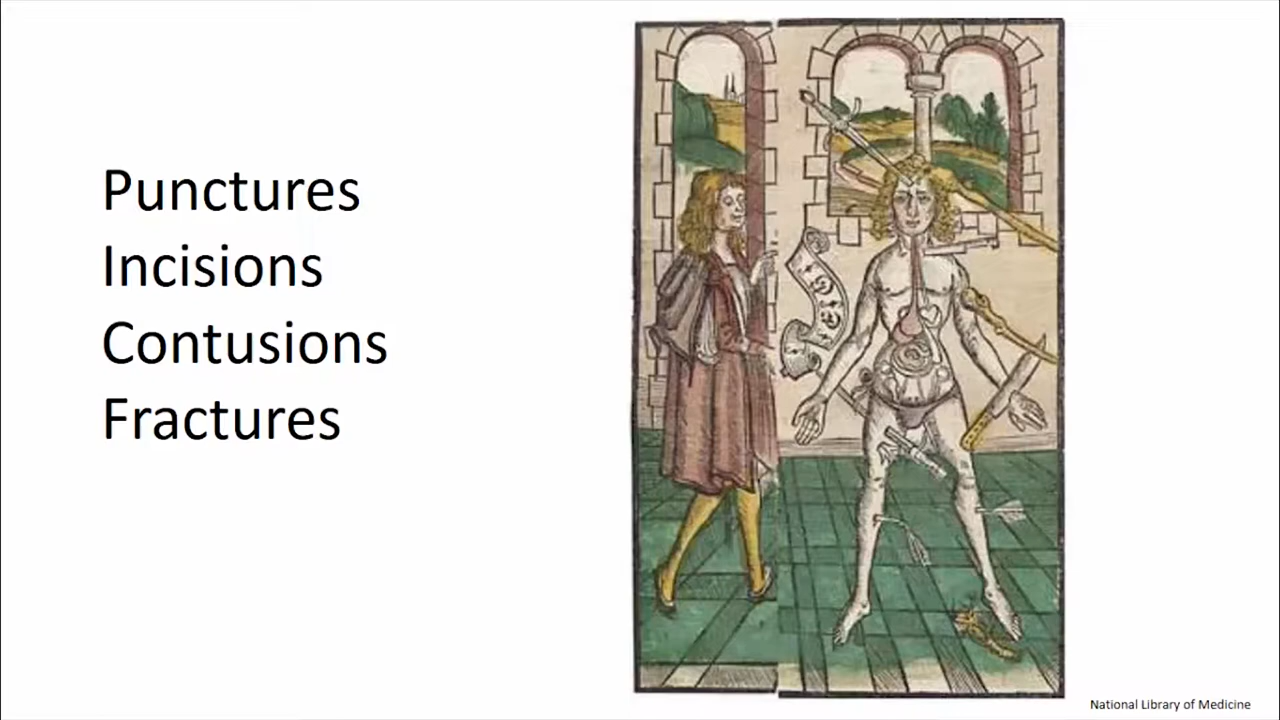 Punctures
Incisions
Contusions
Fractures
National Library of Medicine